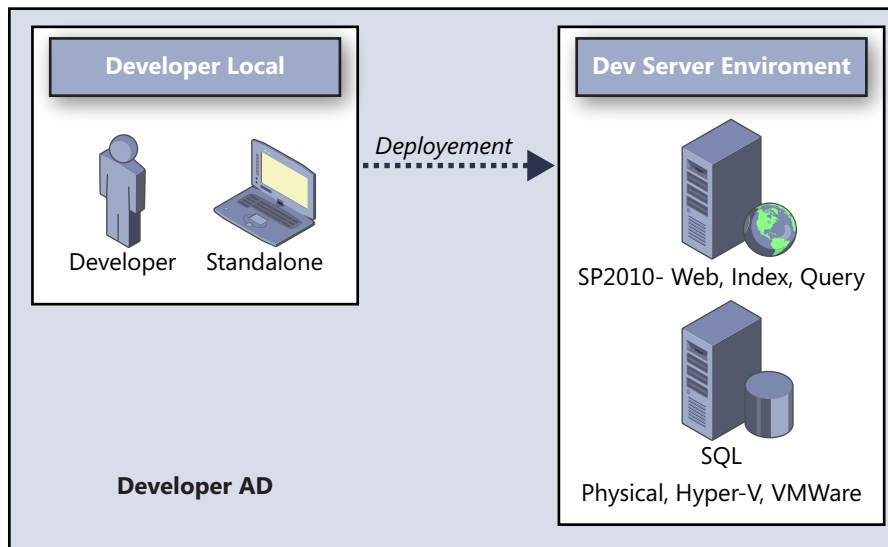 Developer Local
Developer
Standalone
Deployement
Dev Server Enviroment
SP2010- Web, Index, Query
SQL
Physical, Hyper-V, VMWare
Developer AD